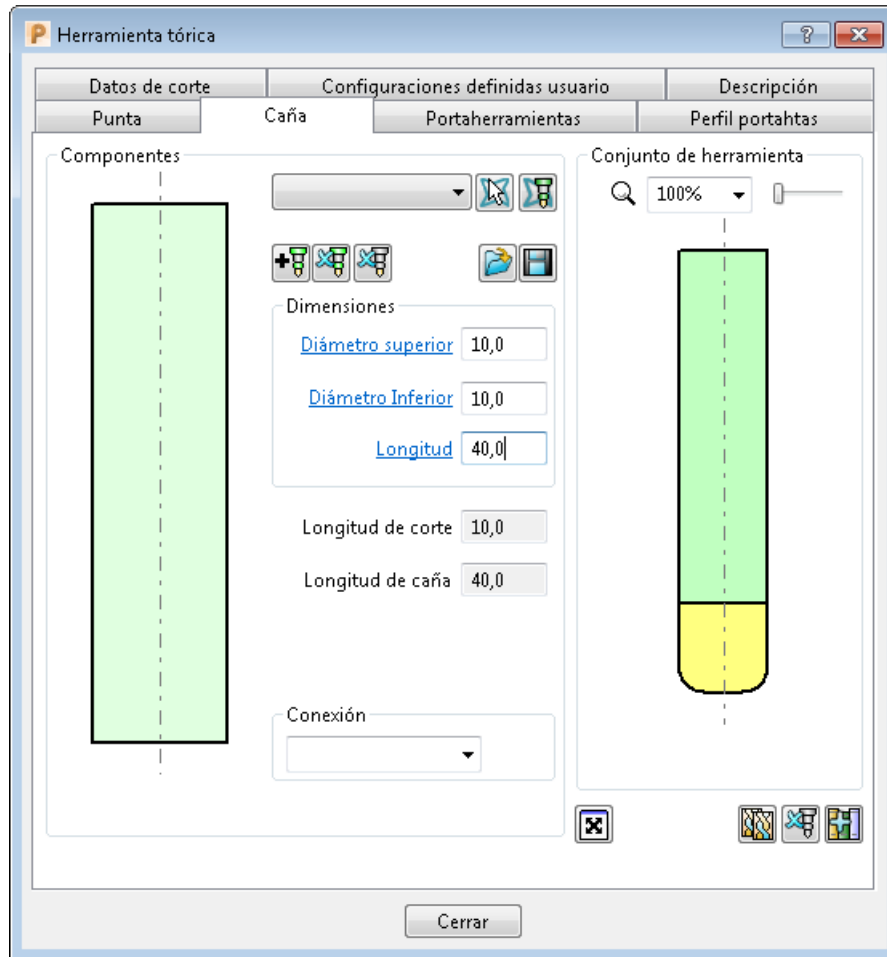 Herramienta tórica
Datos de corte
Configuraciones definidas usuario
Descripción
Punta
Caña
Portaherramientas
Perfil portahtas
Componentes
Dimensiones
Diámetro superior 10,0
Diámetro Inferior 10,0
Longitud 40,0
Longitud de corte 10,0
Longitud de caña 40,0
Conexión
Conjunto de herramienta
100%
Cerrar